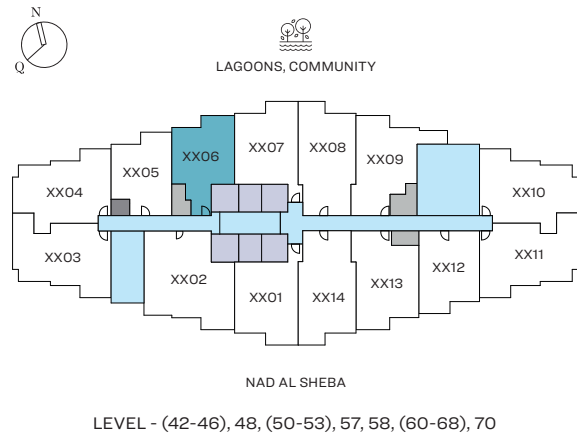 N
Q
LAGOONS, COMMUNITY
XX07
XX08
XX06
XX09
XX05
XX04
XX10
XX03
XX11
XX02
XX12
XX13
XX01
XX14
NAD AL SHEBA
LEVEL - (42-46), 48, (50-53), 57, 58, (60-68), 70